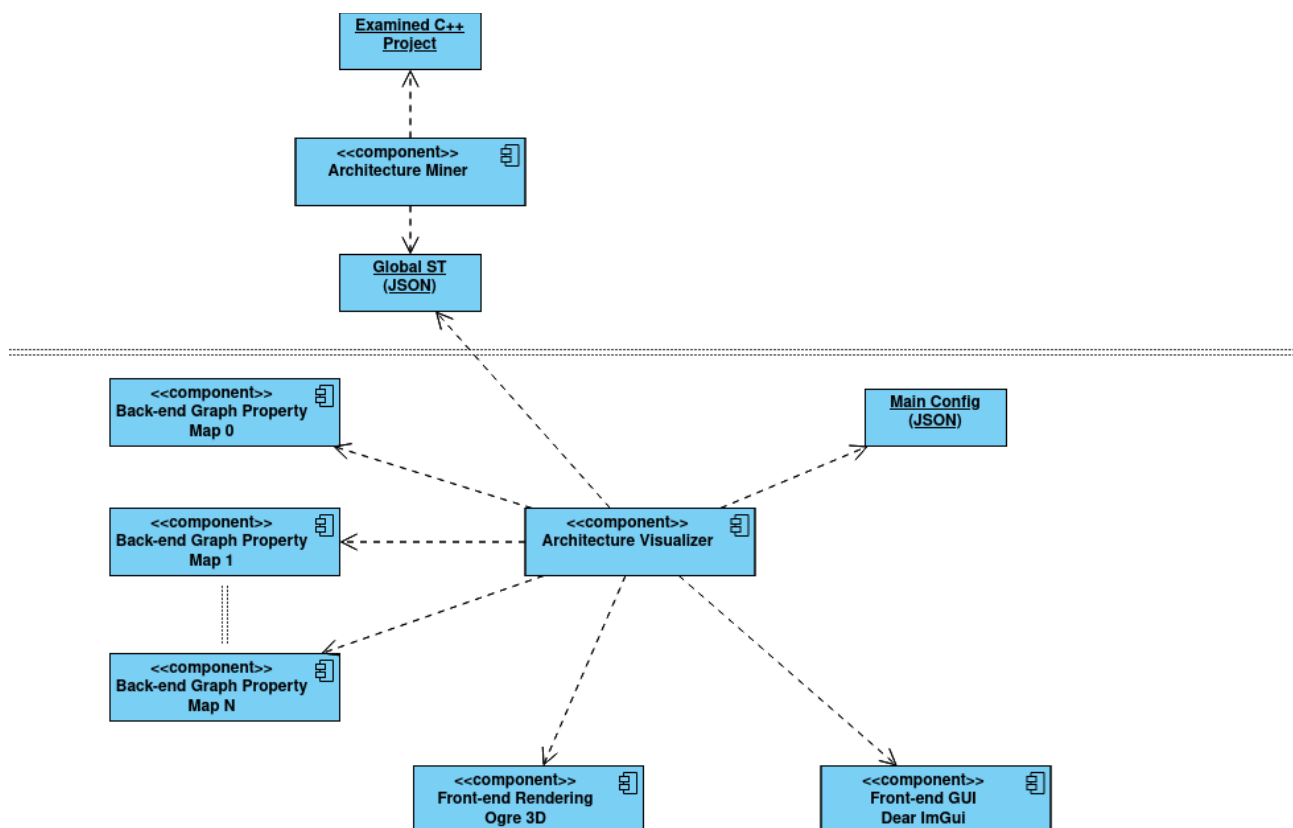 Examined C++
Project
<<component>>
Architecture Miner
Global ST
(JSON)
<<component>>
Back-end Graph Property
Map 0
Main Config
(JSON)
<<component>>
Back-end Graph Property
Map 1
<<component>>
Architecture Visualizer
<<component>>
Back-end Graph Property
Map N
<<component>>
Front-end Rendering
Ogre 3D
<<component>>
Front-end GUI
Dear ImGui